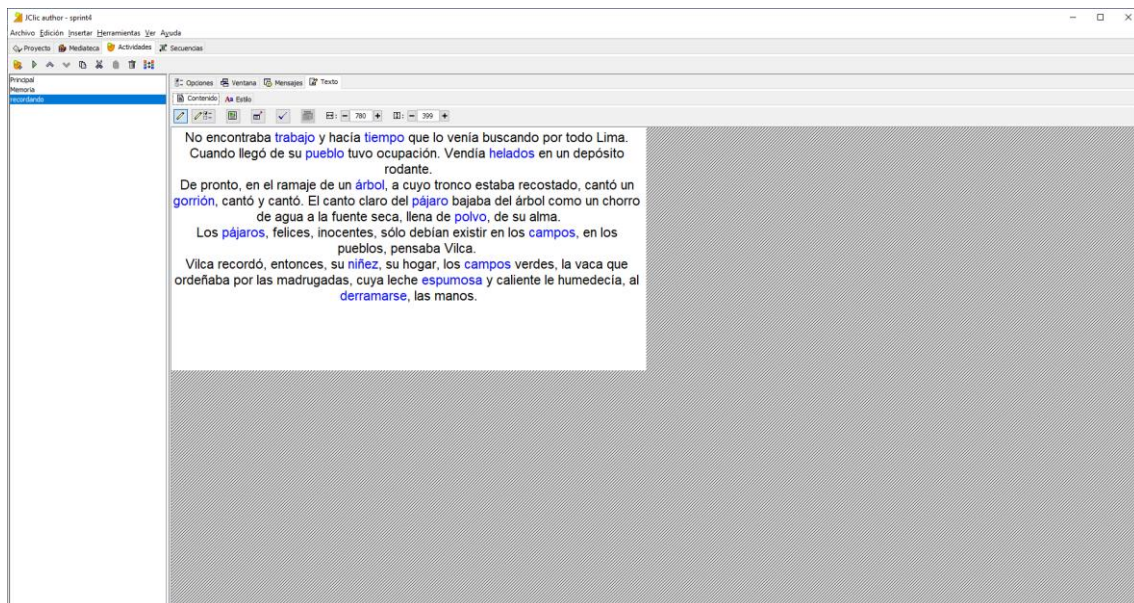 JClic author - sprint4
Archivo Edición Insertar Herramientas Ver Ayuda
Proyecto Mediateca Actividades Secuencias
Principal
Memoria
recordando
Opciones Ventana Mensajes Texto
Contenido Aa Estilo
780 399
No encontraba trabajo y hacía tiempo que lo venía buscando por todo Lima.
Cuando llegó de su pueblo tuvo ocupación. Vendía helados en un depósito
rodante.
De pronto, en el ramaje de un árbol, a cuyo tronco estaba recostado, cantó un
gorrión, cantó y cantó. El canto claro del pájaro bajaba del árbol como un chorro
de agua a la fuente seca, llena de polvo, de su alma.
Los pájaros, felices, inocentes, sólo debían existir en los campos, en los
pueblos, pensaba Vilca.
Vilca recordó, entonces, su niñez, su hogar, los campos verdes, la vaca que
ordeñaba por las madrugadas, cuya leche espumosa y caliente le humedecía, al
derramarse, las manos.